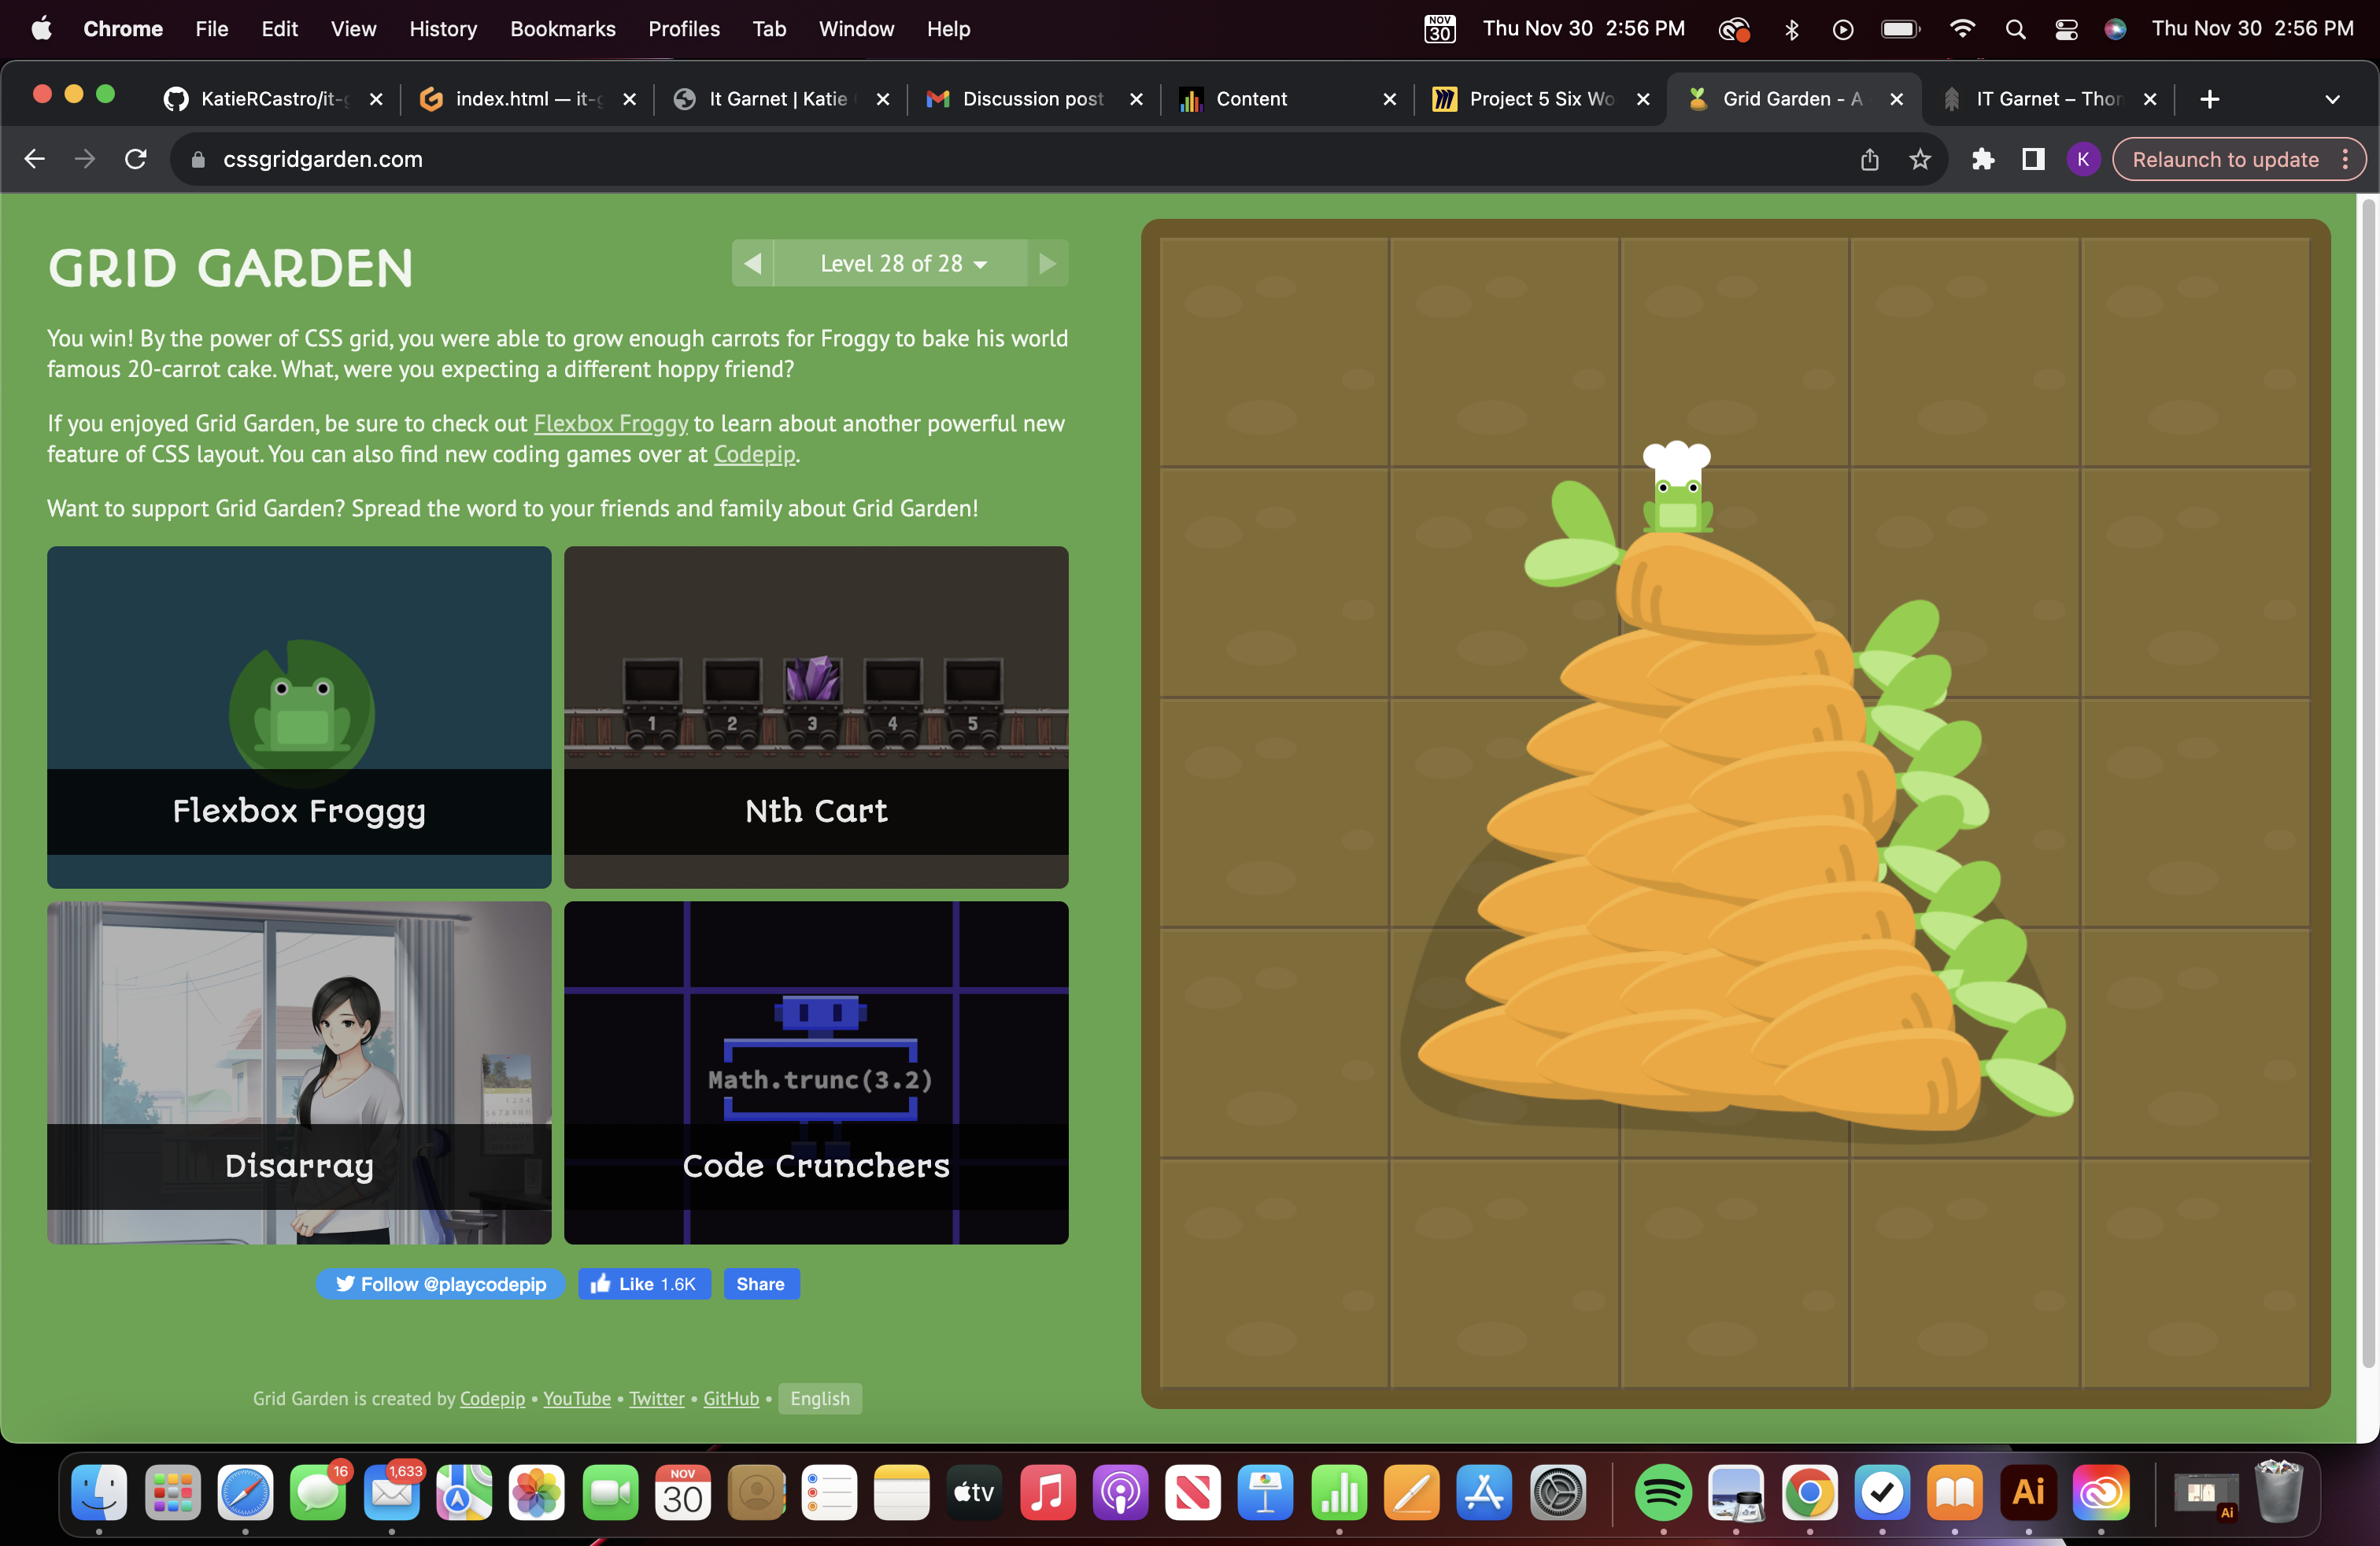 Chrome File Edit View History Bookmarks Profiles Tab Window Help NOV 30 Thu Nov 30 2:56 PM Thu Nov 30 2:56 PM
KatieRCastro/it-g index.html — it-g It Garnet | Katie Discussion post Content Project 5 Six Wo Grid Garden - A IT Garnet – Thor
cssgridgarden.com K Relaunch to update
GRID GARDEN
Level 28 of 28
You win! By the power of CSS grid, you were able to grow enough carrots for Froggy to bake his world
famous 20-carrot cake. What, were you expecting a different hoppy friend?
If you enjoyed Grid Garden, be sure to check out Flexbox Froggy to learn about another powerful new
feature of CSS layout. You can also find new coding games over at Codepip.
Want to support Grid Garden? Spread the word to your friends and family about Grid Garden!
1 2 3 4 5
Flexbox Froggy
Nth Cart
Math.trunc(3.2)
Disarray
Code Crunchers
Follow @playcodepip Like 1.6K Share
Grid Garden is created by Codepip • YouTube • Twitter • GitHub • English
16 1,633 NOV 30 tv Ai Ai